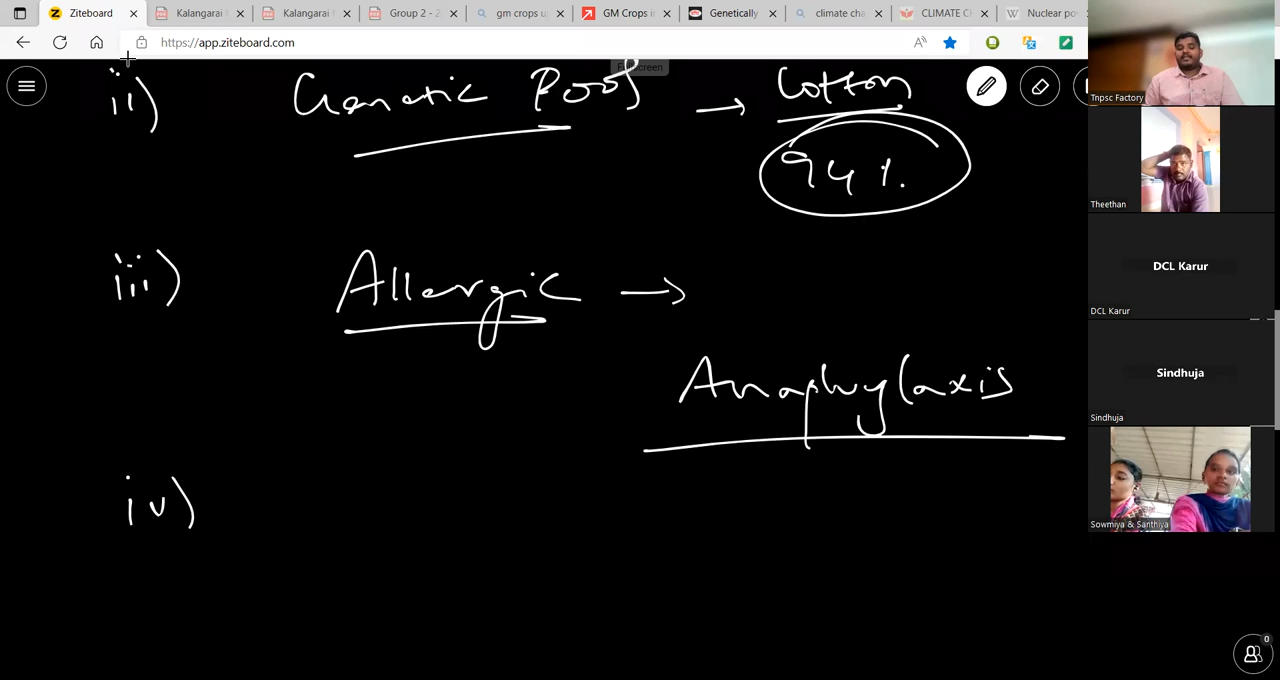 Ziteboard
Kalangarai
Kalangarai
Group 2 - 2
gm crops u
GM Crops i
Genetically
climate cha
CLIMATE C
Nuclear po
https://app.ziteboard.com
Fullscreen
ii) Genetic Pool → Cotton
94%.
iii) Allergic →
Anaphylaxis
iv)
Tnpsc Factory
Theethan
DCL Karur
DCL Karur
Sindhuja
Sindhuja
Sowmiya & Santhiya
0